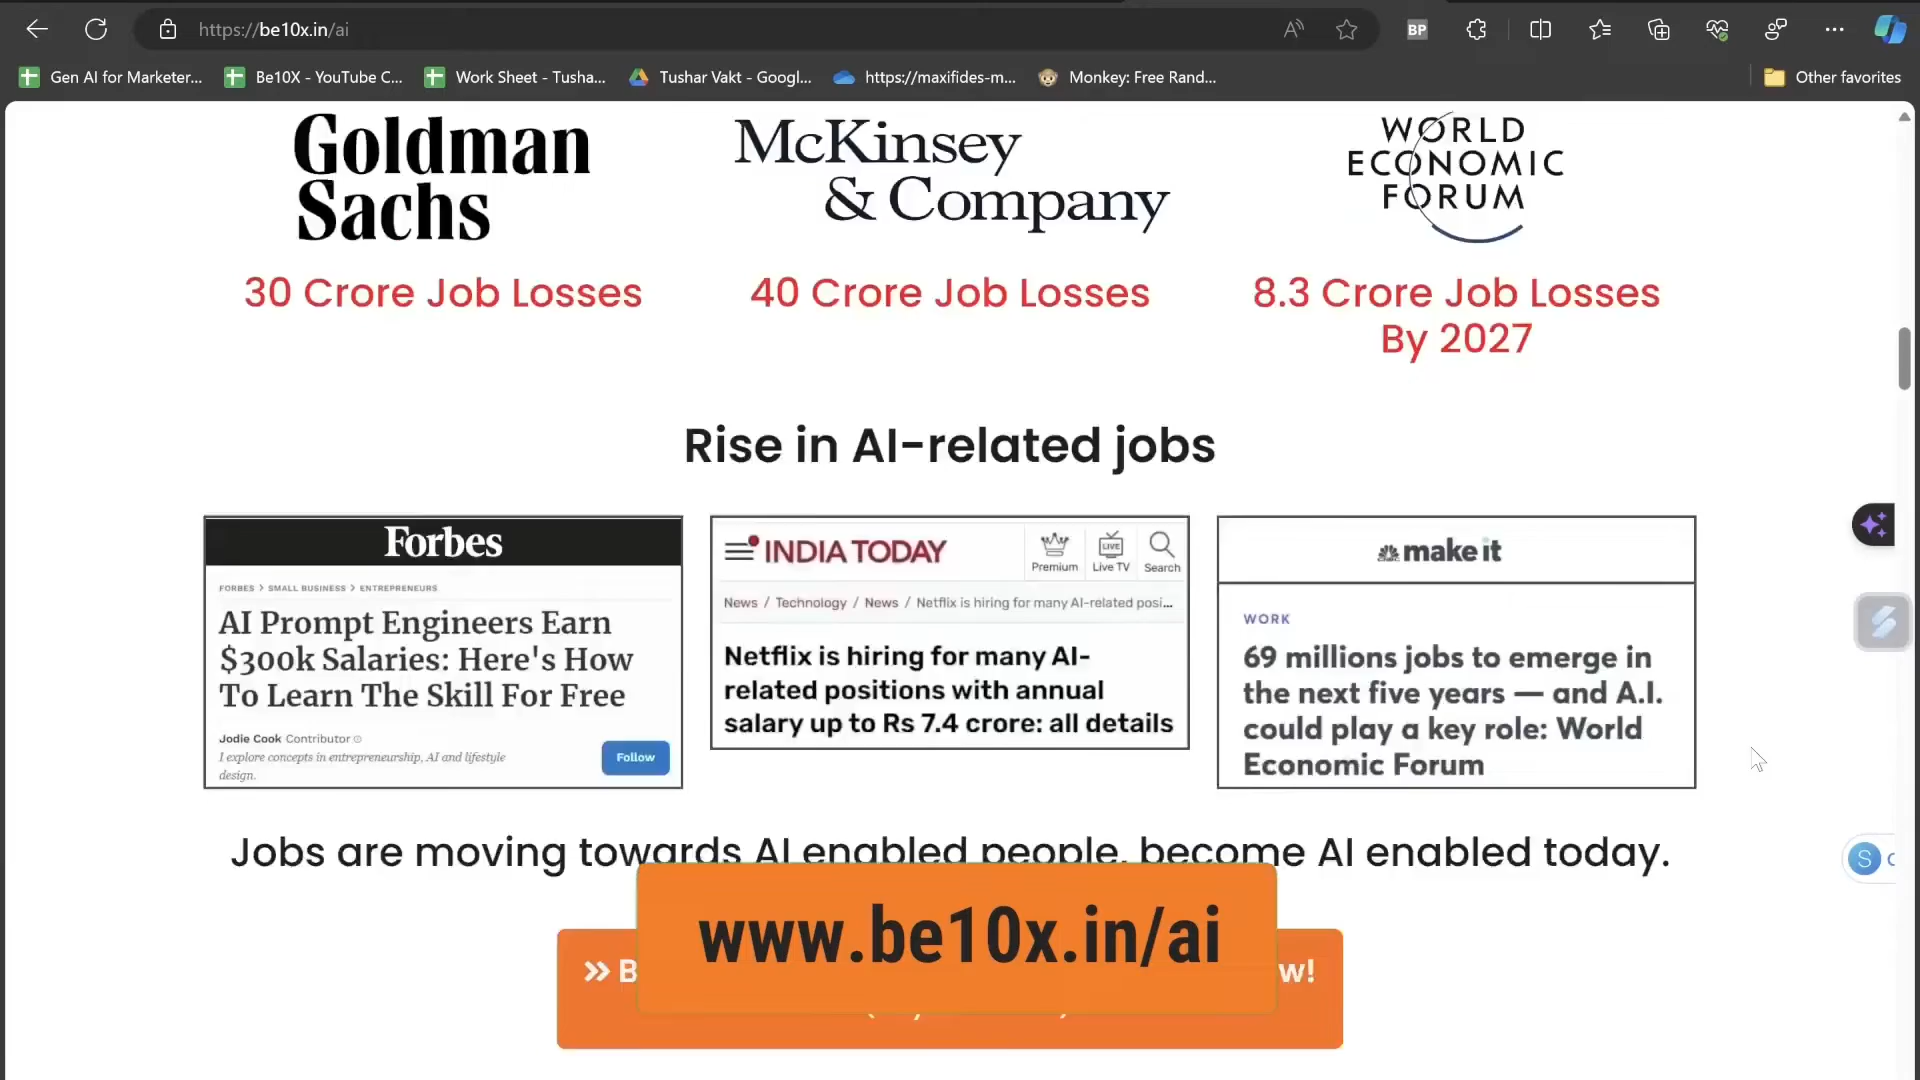 https://be10x.in/ai
BP
Gen AI for Marketer...
Be10X - YouTube C...
Work Sheet - Tusha...
Tushar Vakt - Googl...
https://maxifides-m...
Monkey: Free Rand...
Other favorites
Goldman
Sachs
McKinsey
& Company
WORLD
ECONOMIC
FORUM
30 Crore Job Losses
40 Crore Job Losses
8.3 Crore Job Losses
By 2027
Rise in AI-related jobs
Forbes
FORBES > SMALL BUSINESS > ENTREPRENEURS
AI Prompt Engineers Earn
$300k Salaries: Here's How
To Learn The Skill For Free
Jodie Cook Contributor
I explore concepts in entrepreneurship, AI and lifestyle
design.
Follow
INDIA TODAY
Premium
LIVE
Live TV
Search
News / Technology / News / Netflix is hiring for many AI-related posi...
Netflix is hiring for many AI-
related positions with annual
salary up to Rs 7.4 crore: all details
make it
WORK
69 millions jobs to emerge in
the next five years — and A.I.
could play a key role: World
Economic Forum
Jobs are moving towards AI enabled people, become AI enabled today.
www.be10x.in/ai
» B
w!
S